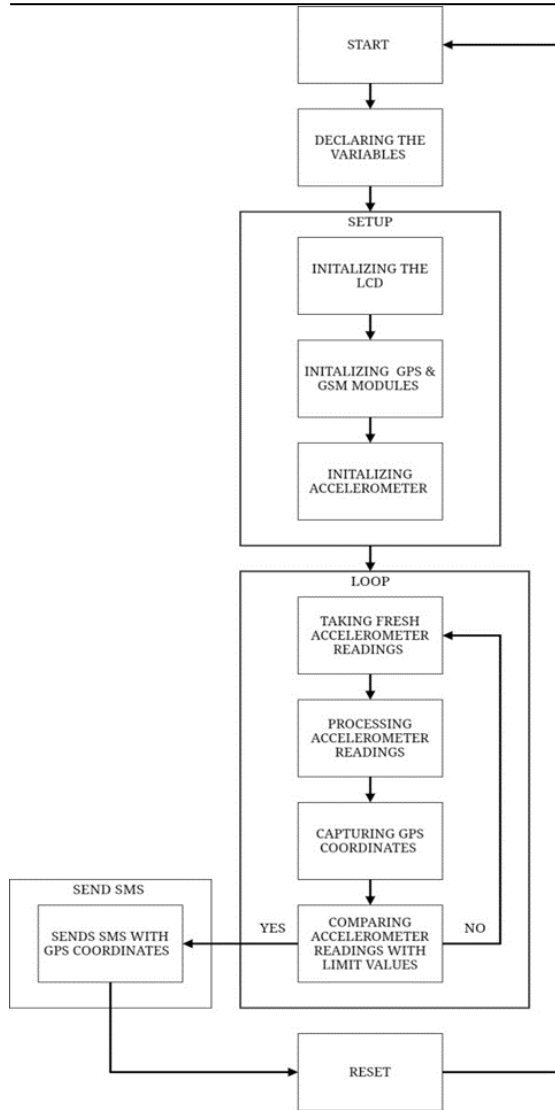 START
DECLARING THE
VARIABLES
SETUP
INITALIZING THE
LCD
INITALIZING GPS &
GSM MODULES
INITALIZING
ACCELEROMETER
LOOP
TAKING FRESH
ACCELEROMETER
READINGS
PROCESSING
ACCELEROMETER
READINGS
CAPTURING GPS
COORDINATES
SEND SMS
SENDS SMS WITH
GPS COORDINATES
YES
COMPARING
ACCELEROMETER
READINGS WITH
LIMIT VALUES
NO
RESET